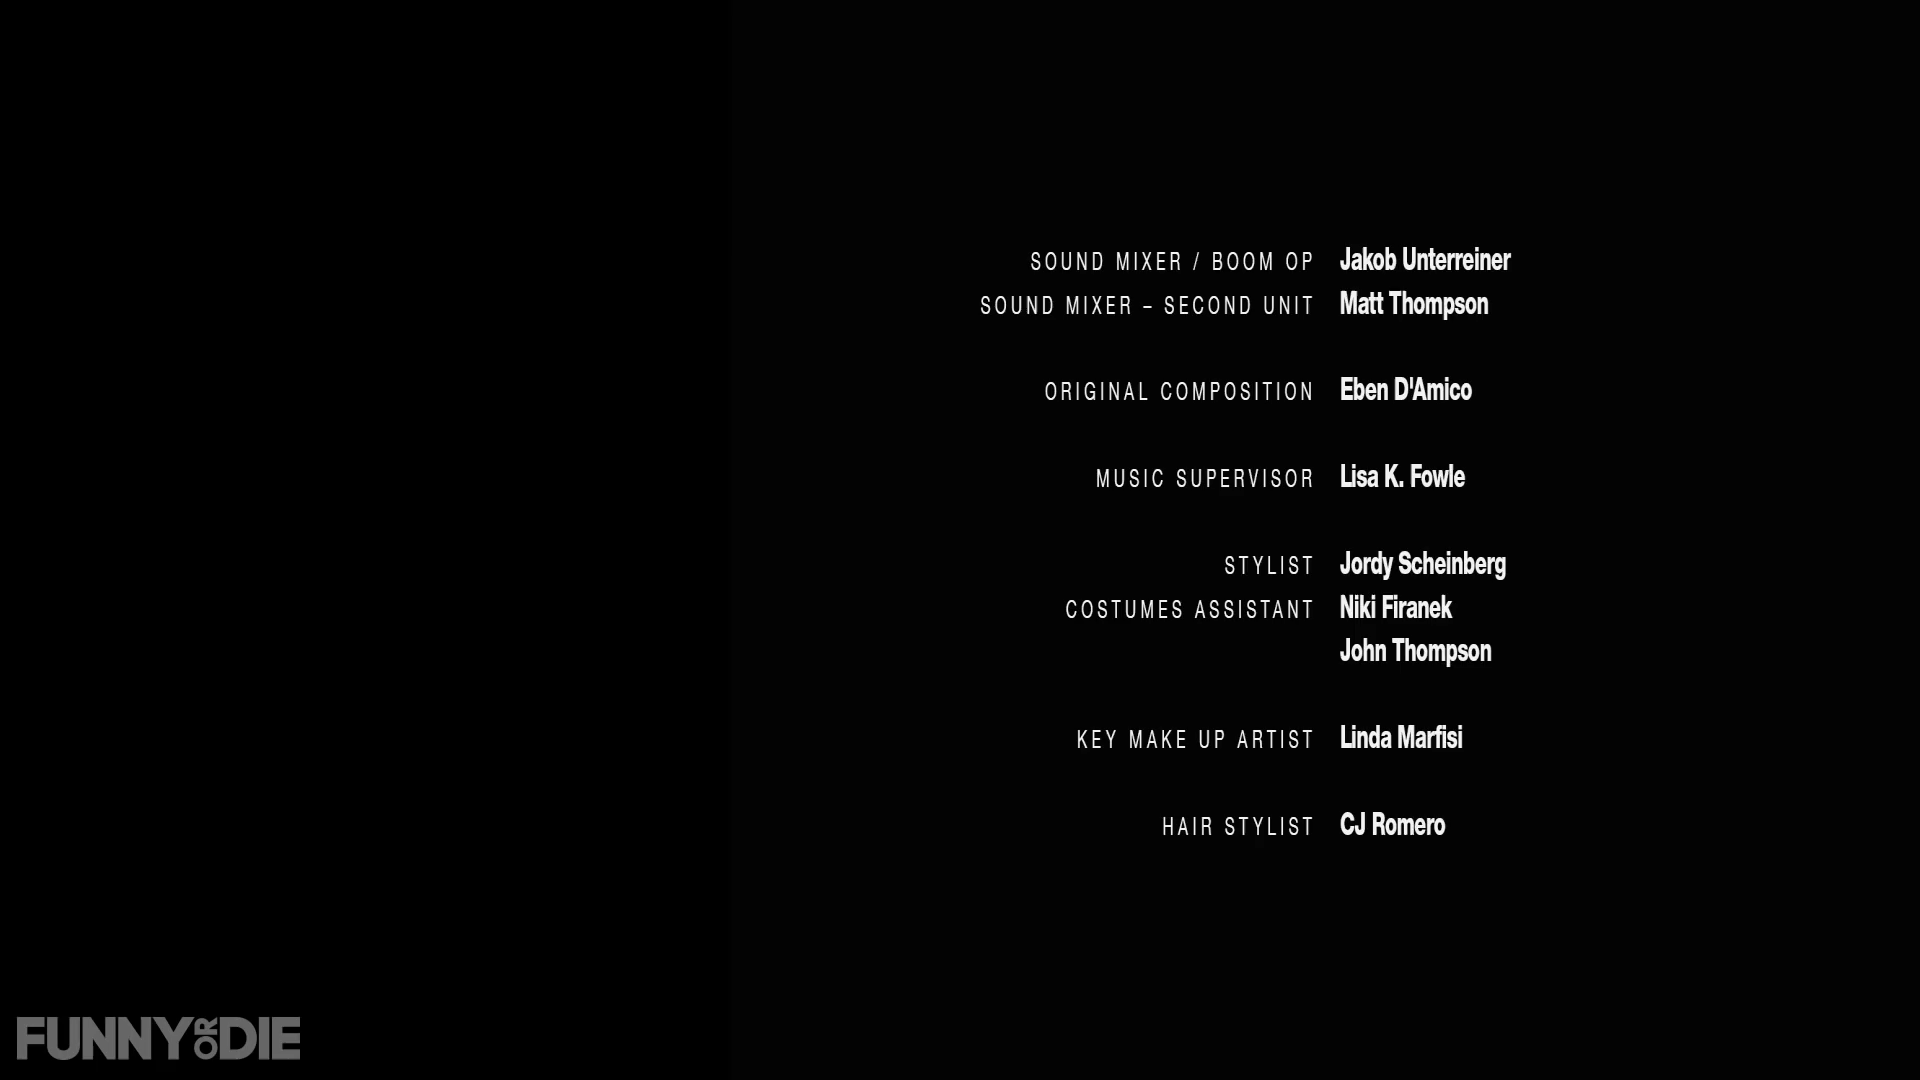 SOUND MIXER / BOOM OP Jakob Unterreiner
SOUND MIXER – SECOND UNIT Matt Thompson
ORIGINAL COMPOSITION Eben D'Amico
MUSIC SUPERVISOR Lisa K. Fowle
STYLIST Jordy Scheinberg
COSTUMES ASSISTANT Niki Firanek
John Thompson
KEY MAKE UP ARTIST Linda Marfisi
HAIR STYLIST CJ Romero
FUNNY OR DIE